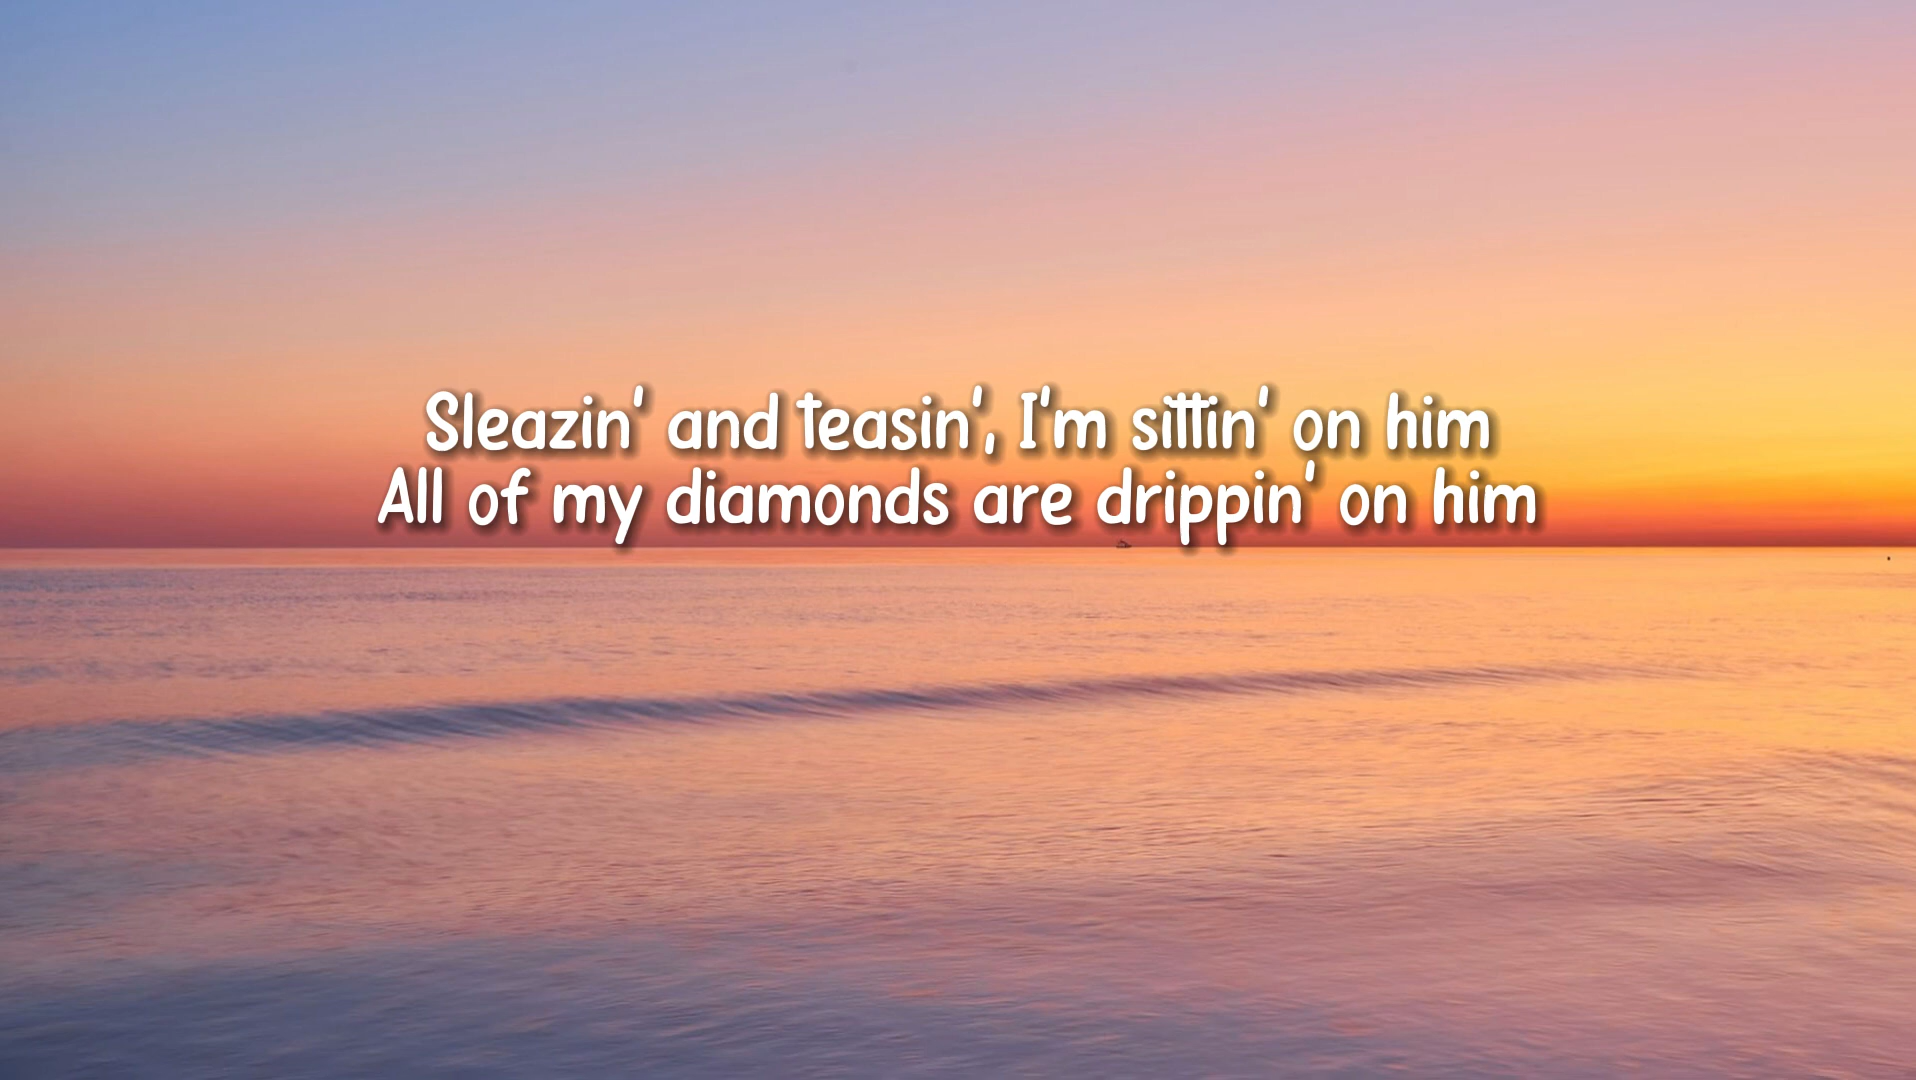 Sleazin' and teasin', I'm sittin' on him
All of my diamonds are drippin' on him